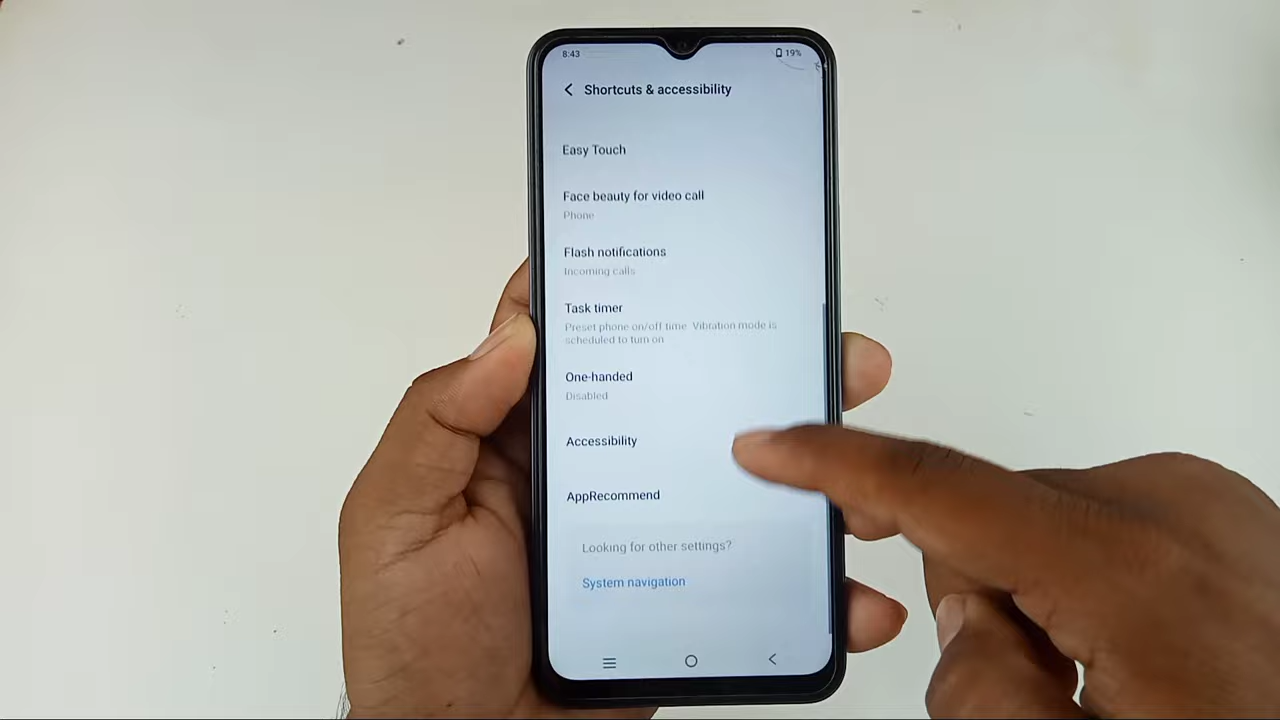 8:43
19%
Shortcuts & accessibility
Easy Touch
Face beauty for video call
Phone
Flash notifications
Incoming calls
Task timer
Preset phone on/off time  Vibration mode is
scheduled to turn on
One-handed
Disabled
Accessibility
AppRecommend
Looking for other settings?
System navigation